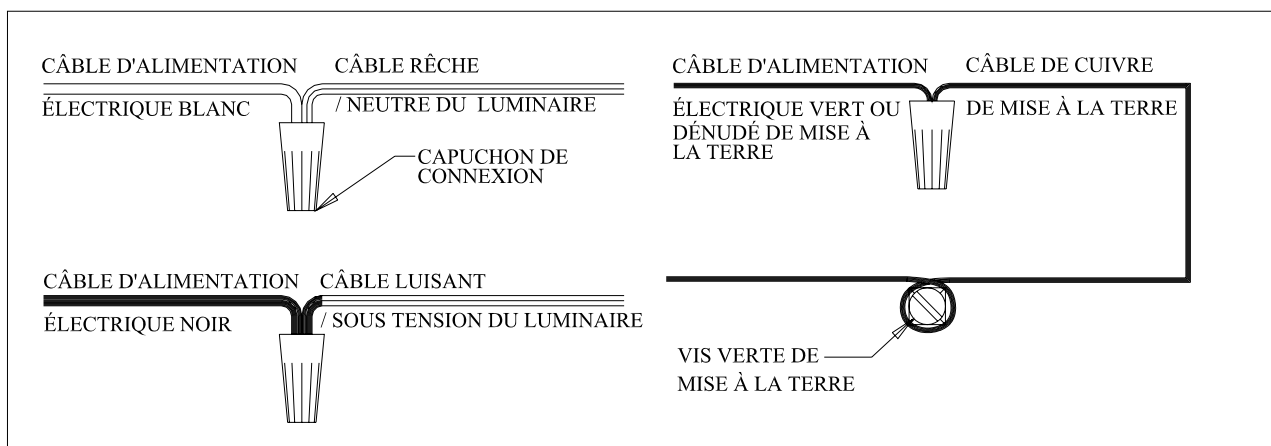 CÂBLE D'ALIMENTATION
ÉLECTRIQUE BLANC
CÂBLE RÊCHE
/ NEUTRE DU LUMINAIRE
CAPUCHON DE
CONNEXION
CÂBLE D'ALIMENTATION
ÉLECTRIQUE NOIR
CÂBLE LUISANT
/ SOUS TENSION DU LUMINAIRE
CÂBLE D'ALIMENTATION
ÉLECTRIQUE VERT OU
DÉNUDÉ DE MISE À
LA TERRE
CÂBLE DE CUIVRE
DE MISE À LA TERRE
VIS VERTE DE
MISE À LA TERRE